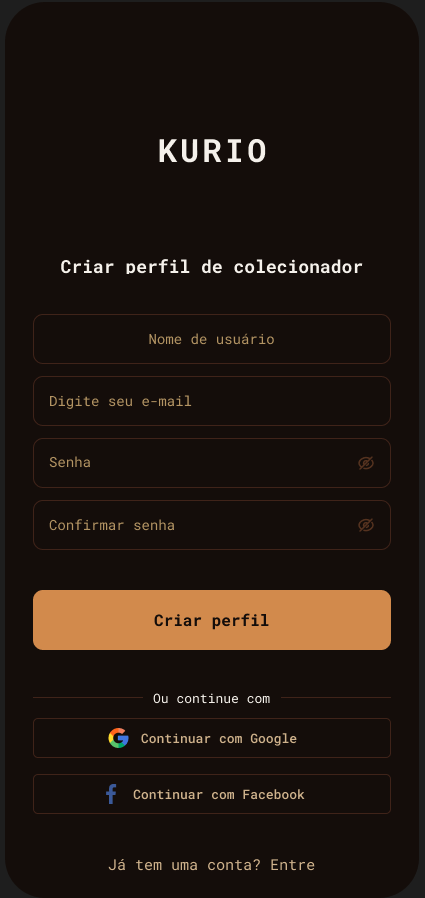 KURIO
Criar perfil de colecionador
Nome de usuário
Digite seu e-mail
Senha
Confirmar senha
Criar perfil
Ou continue com
Continuar com Google
Continuar com Facebook
Já tem uma conta? Entre